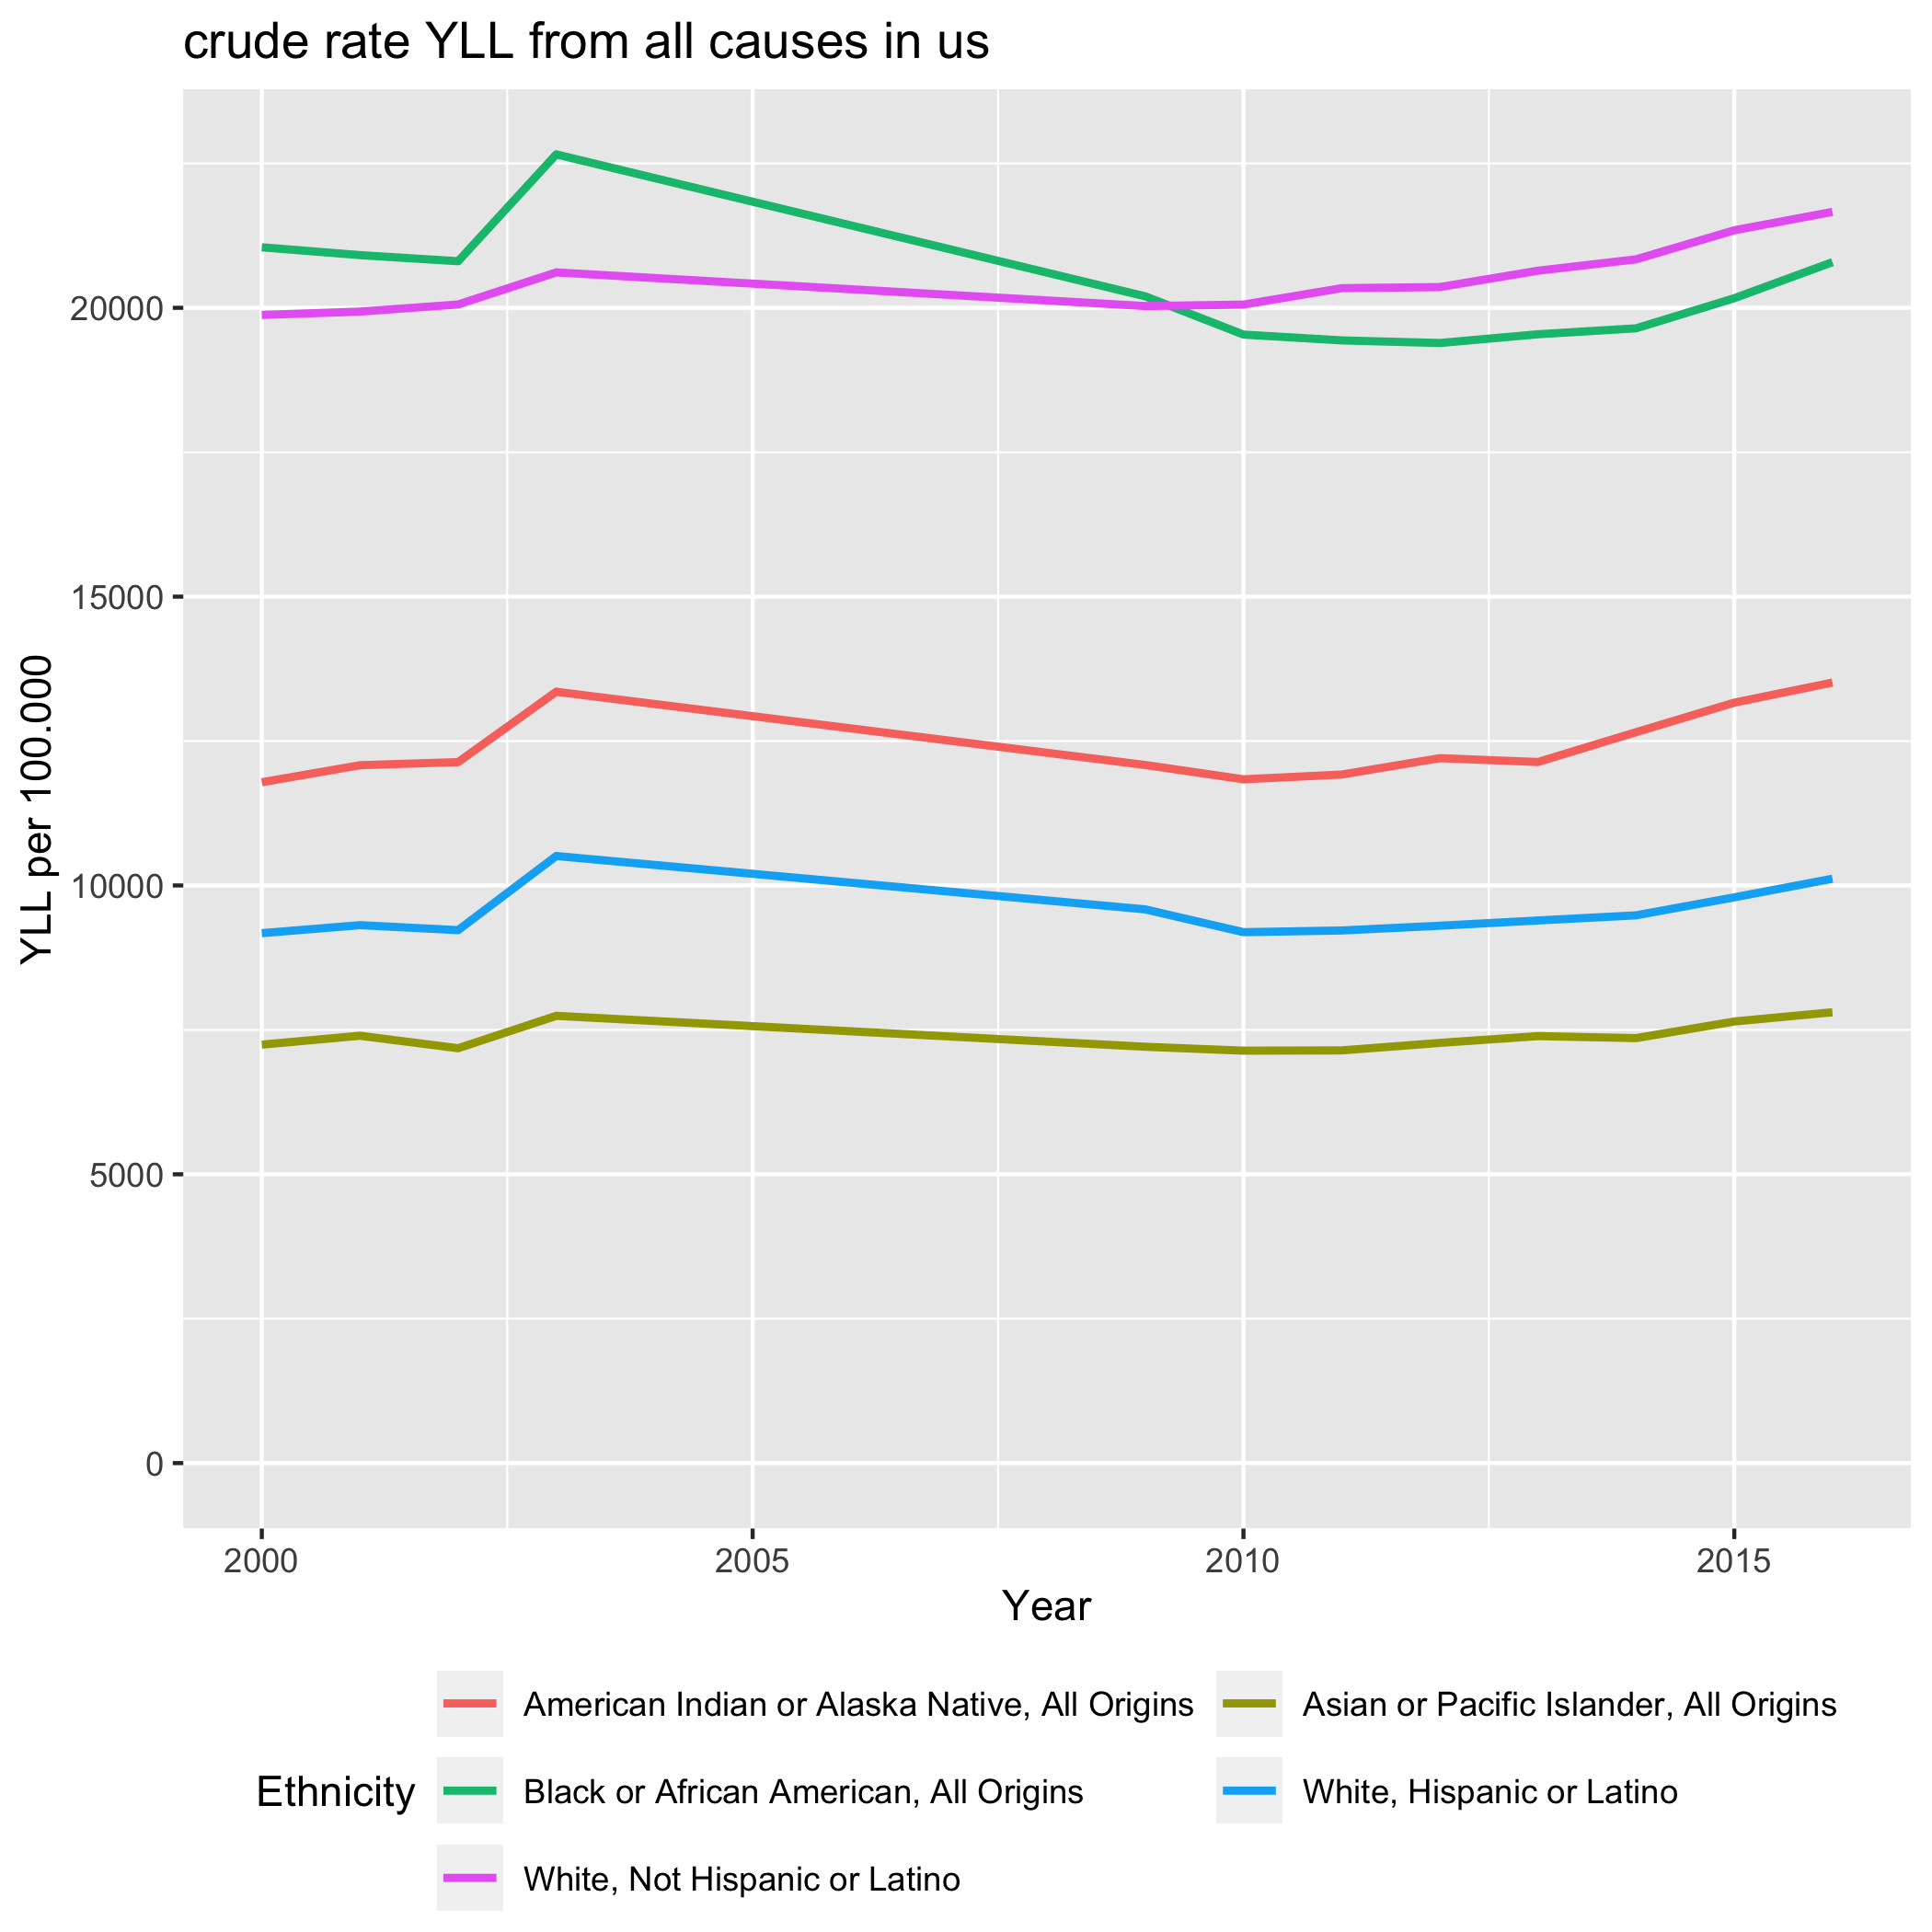 crude rate YLL from all causes in us
YLL per 100.000
20000
15000
10000
5000
0
2000 2005 2010 2015
Year
Ethnicity
American Indian or Alaska Native, All Origins
Asian or Pacific Islander, All Origins
Black or African American, All Origins
White, Hispanic or Latino
White, Not Hispanic or Latino